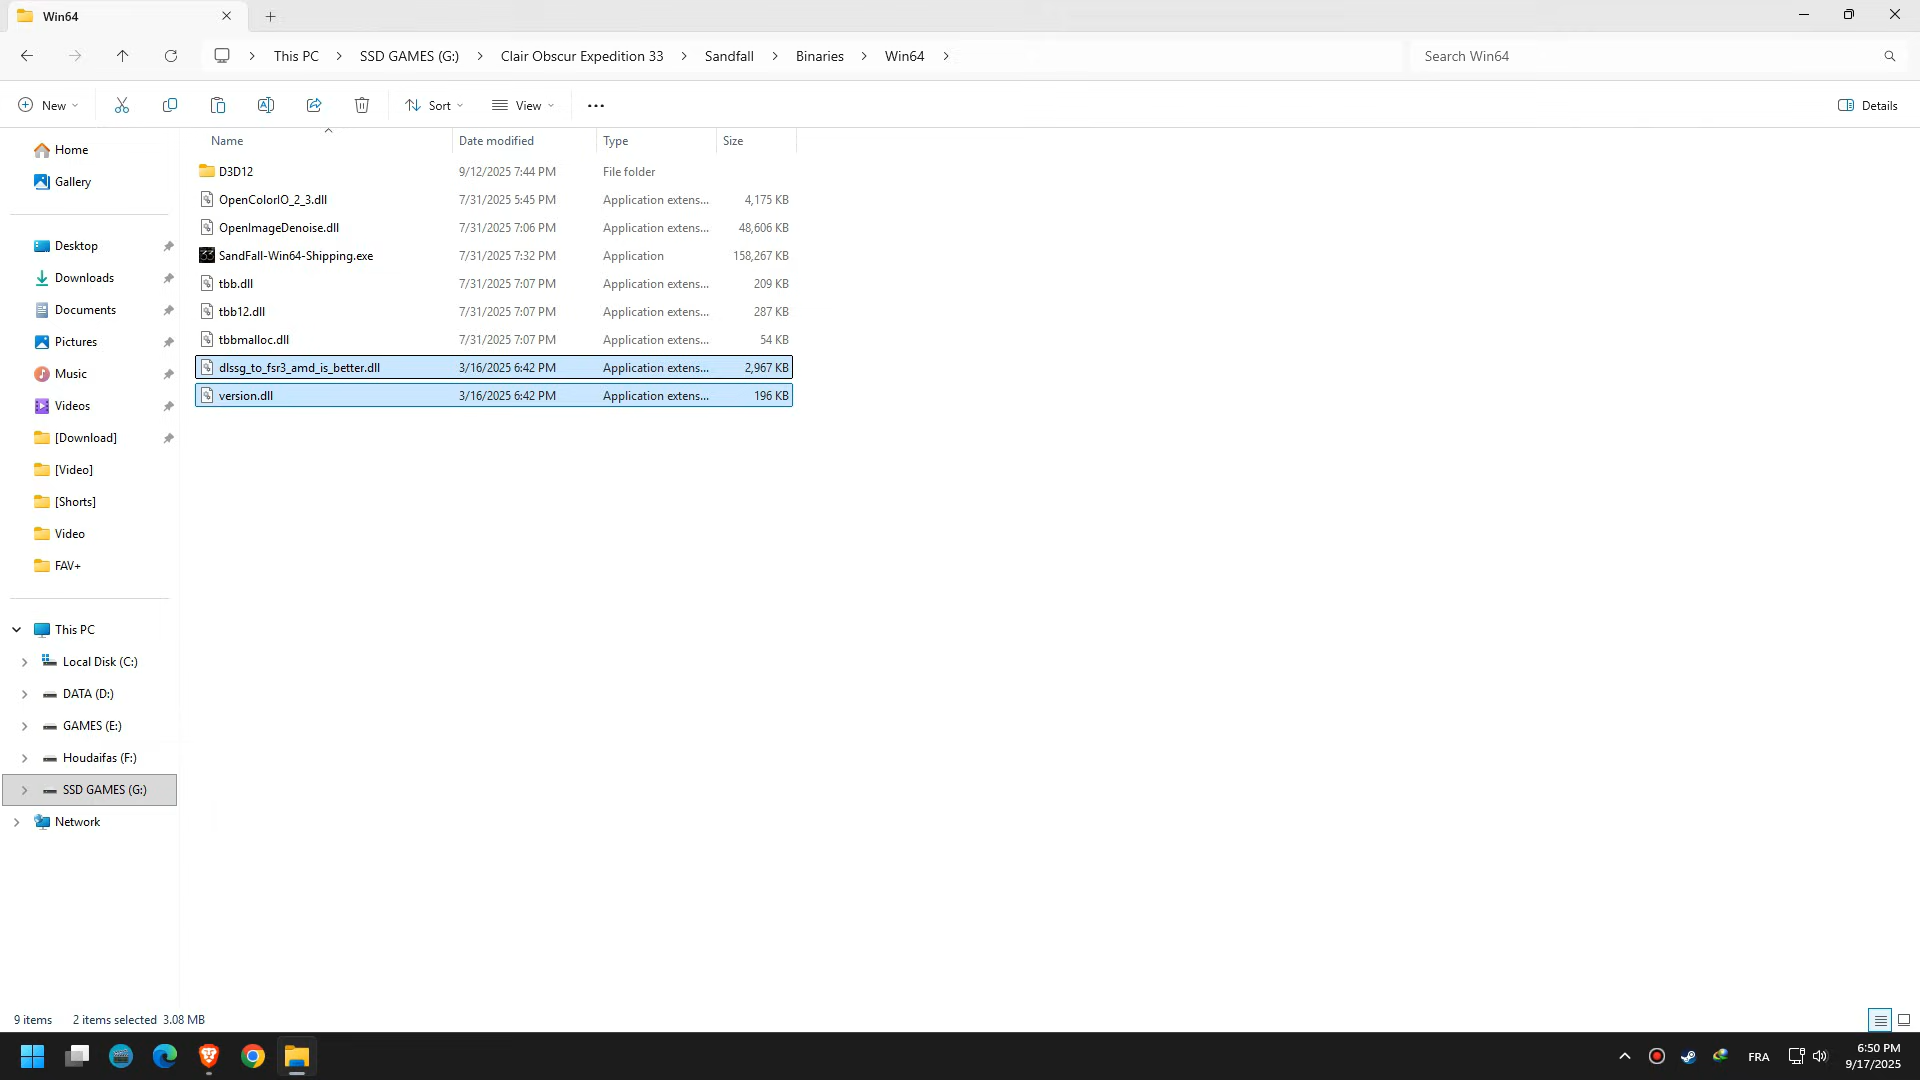 Win64
This PC
SSD GAMES (G:)
Clair Obscur Expedition 33
Sandfall
Binaries
Win64
Search Win64
New
Sort
View
Details
Name
Date modified
Type
Size
D3D12 9/12/2025 7:44 PM File folder
OpenColorIO_2_3.dll 7/31/2025 5:45 PM Application extens... 4,175 KB
OpenImageDenoise.dll 7/31/2025 7:06 PM Application extens... 48,606 KB
SandFall-Win64-Shipping.exe 7/31/2025 7:32 PM Application 158,267 KB
tbb.dll 7/31/2025 7:07 PM Application extens... 209 KB
tbb12.dll 7/31/2025 7:07 PM Application extens... 287 KB
tbbmalloc.dll 7/31/2025 7:07 PM Application extens... 54 KB
dlssg_to_fsr3_amd_is_better.dll 3/16/2025 6:42 PM Application extens... 2,967 KB
version.dll 3/16/2025 6:42 PM Application extens... 196 KB
Home
Gallery
Desktop
Downloads
Documents
Pictures
Music
Videos
[Download]
[Video]
[Shorts]
Video
FAV+
This PC
Local Disk (C:)
DATA (D:)
GAMES (E:)
Houdaifas (F:)
SSD GAMES (G:)
Network
9 items 2 items selected 3.08 MB
FRA
6:50 PM
9/17/2025